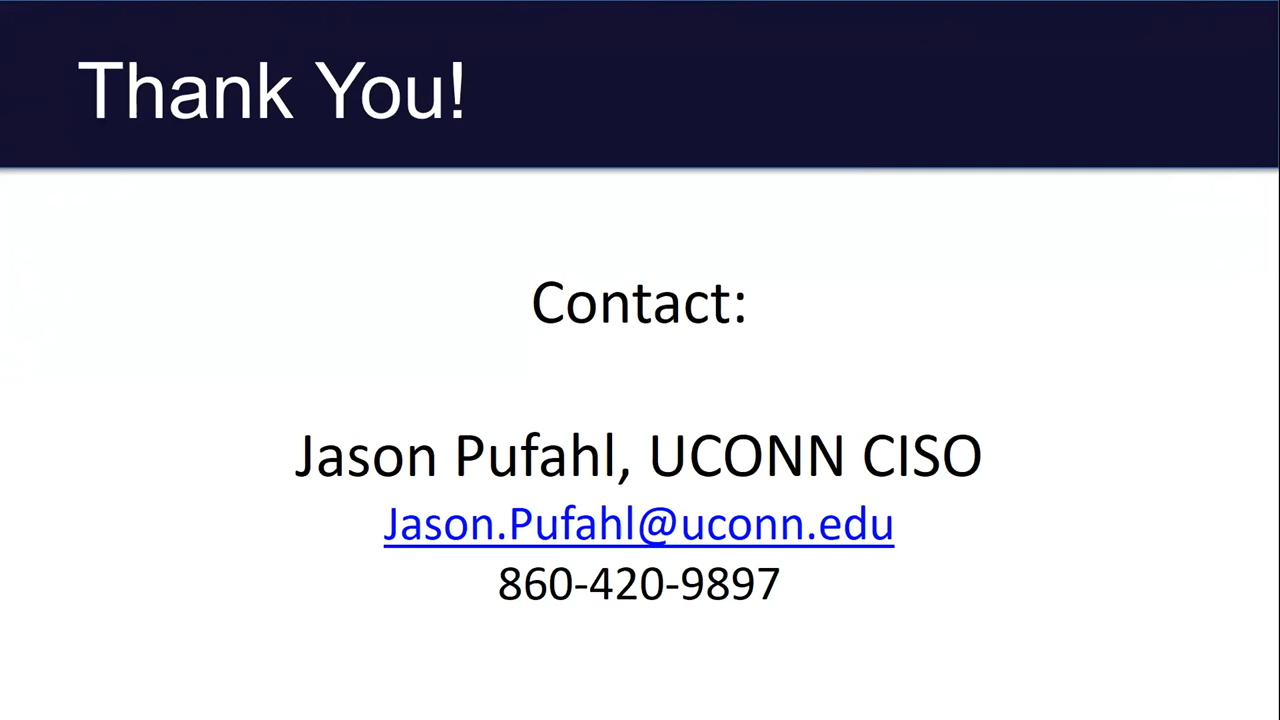 Thank You!
Contact:
Jason Pufahl, UCONN CISO
Jason.Pufahl@uconn.edu
860-420-9897